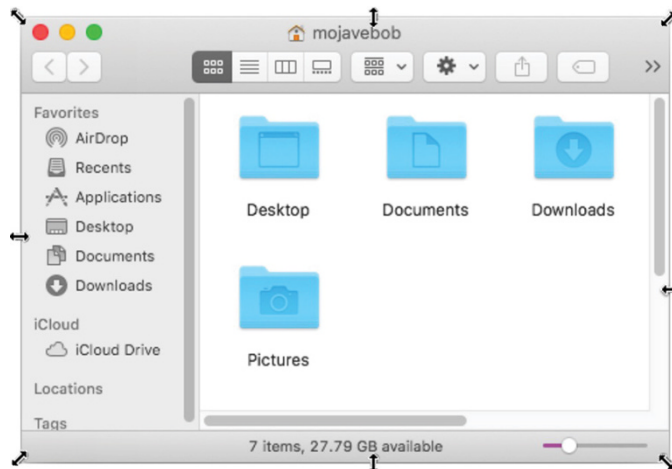 mojavebob
Favorites
AirDrop
Recents
Applications
Desktop
Documents
Downloads
iCloud
iCloud Drive
Locations
Tags
Desktop
Documents
Downloads
Pictures
7 items, 27.79 GB available